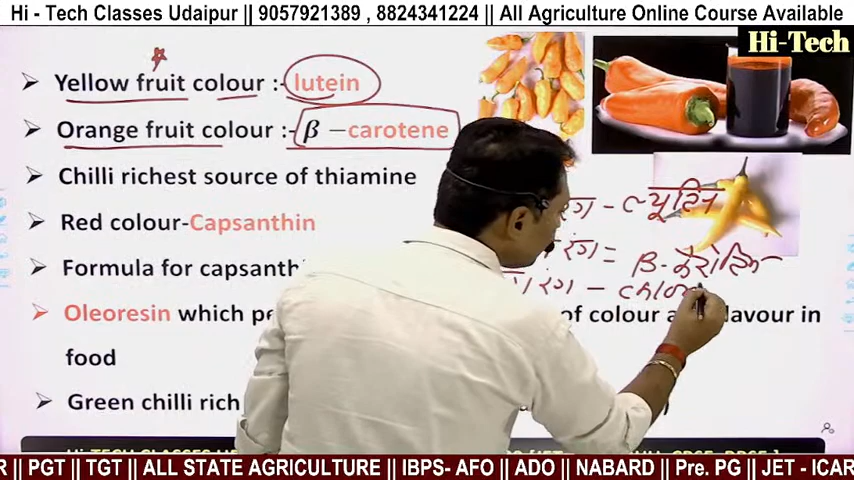 Hi - Tech Classes Udaipur || 9057921389 , 8824341224 || All Agriculture Online Course Available
Hi-Tech
➢ Yellow fruit colour :- lutein
➢ Orange fruit colour :- β – carotene
➢ Chilli richest source of thiamine
रंग - ल्यूटिन
➢ Red colour-Capsanthin
रंग = β-कैरोटिन
➢ Formula for capsanth
रंग - chlor
➢ Oleoresin which pe of colour a lavour in
food
➢ Green chilli rich
R || PGT || TGT || ALL STATE AGRICULTURE || IBPS- AFO || ADO || NABARD || Pre. PG || JET - ICAR